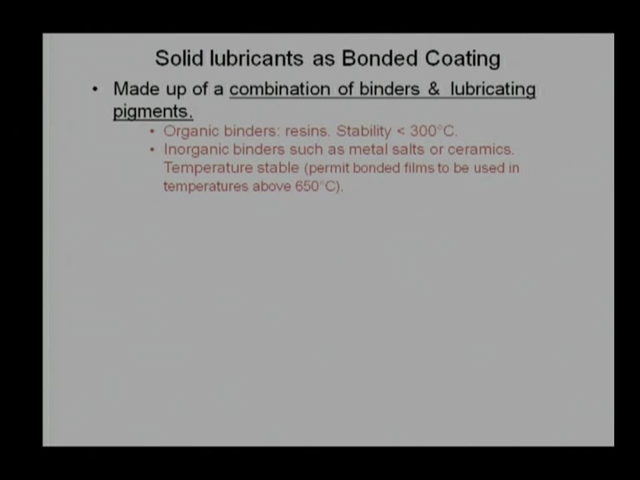 Solid lubricants as Bonded Coating
• Made up of a combination of binders & lubricating
pigments.
• Organic binders: resins. Stability < 300°C.
• Inorganic binders such as metal salts or ceramics.
Temperature stable (permit bonded films to be used in
temperatures above 650°C).